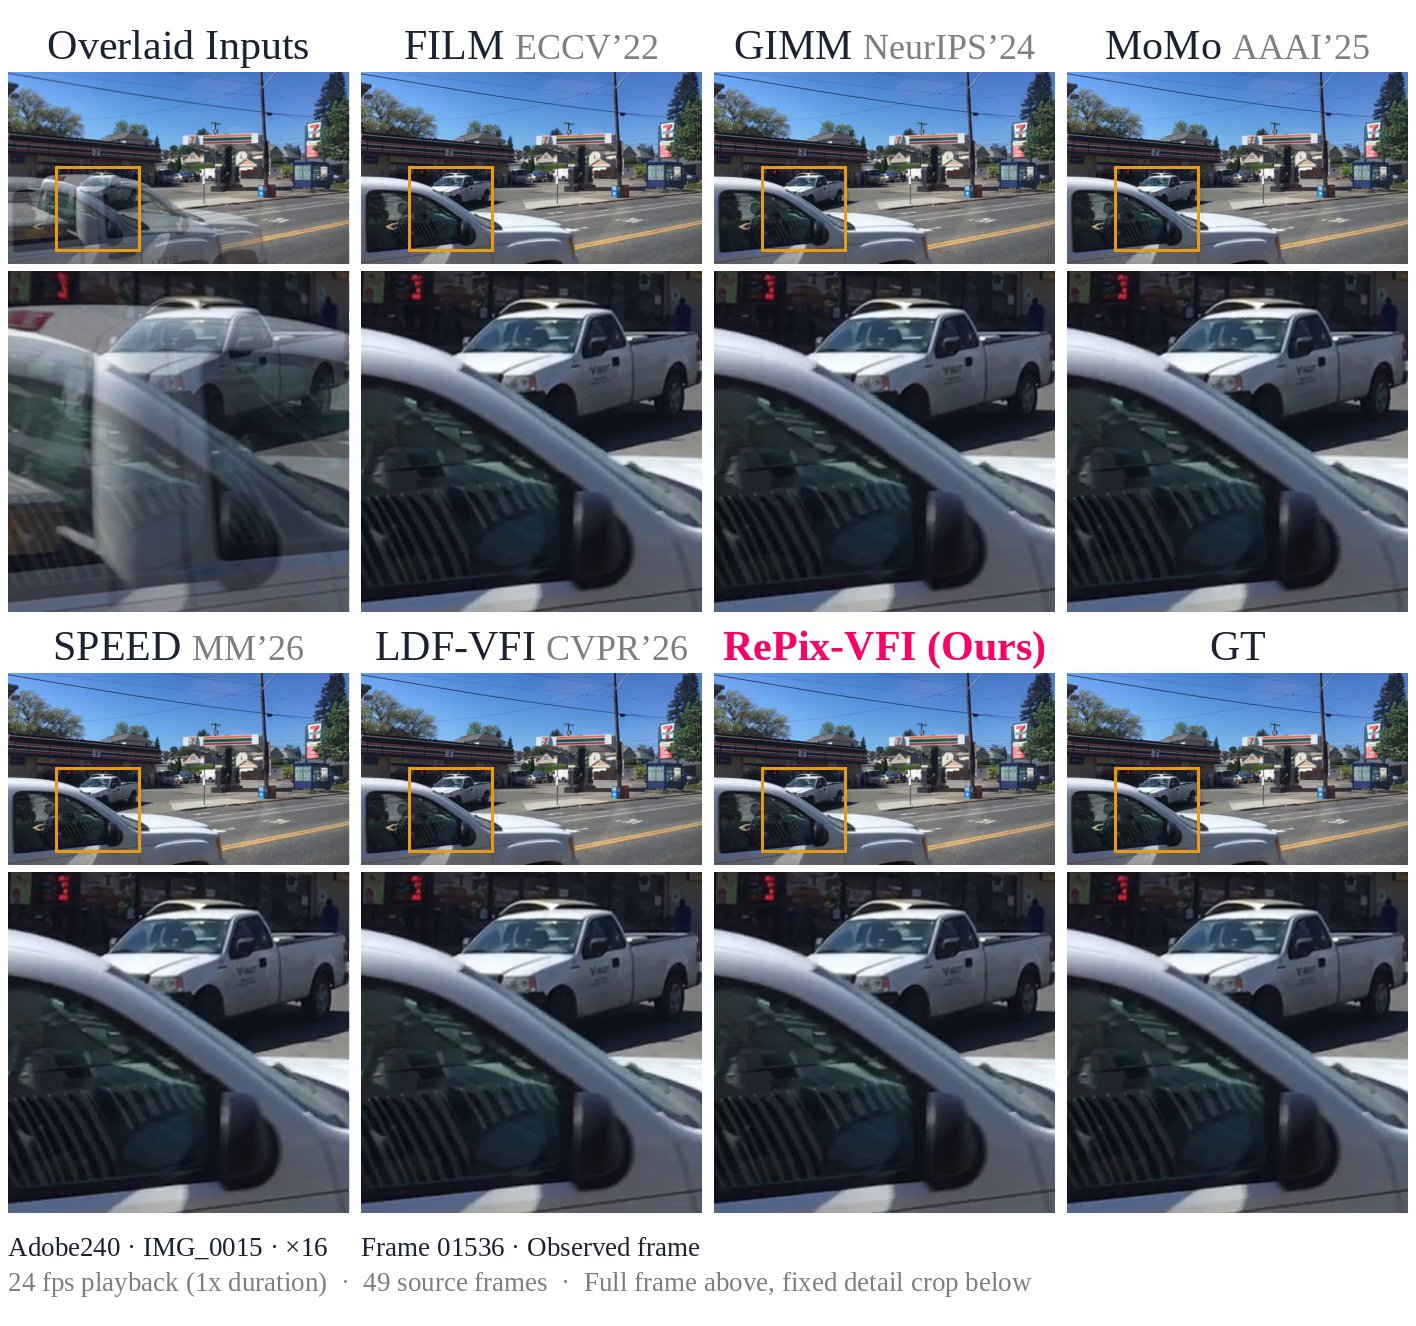 Overlaid Inputs
FILM ECCV’22
GIMM NeurIPS’24
MoMo AAAI’25
SPEED MM’26
LDF-VFI CVPR’26
RePix-VFI (Ours)
GT
Adobe240 · IMG_0015 · ×16
Frame 01536 · Observed frame
24 fps playback (1x duration) · 49 source frames · Full frame above, fixed detail crop below